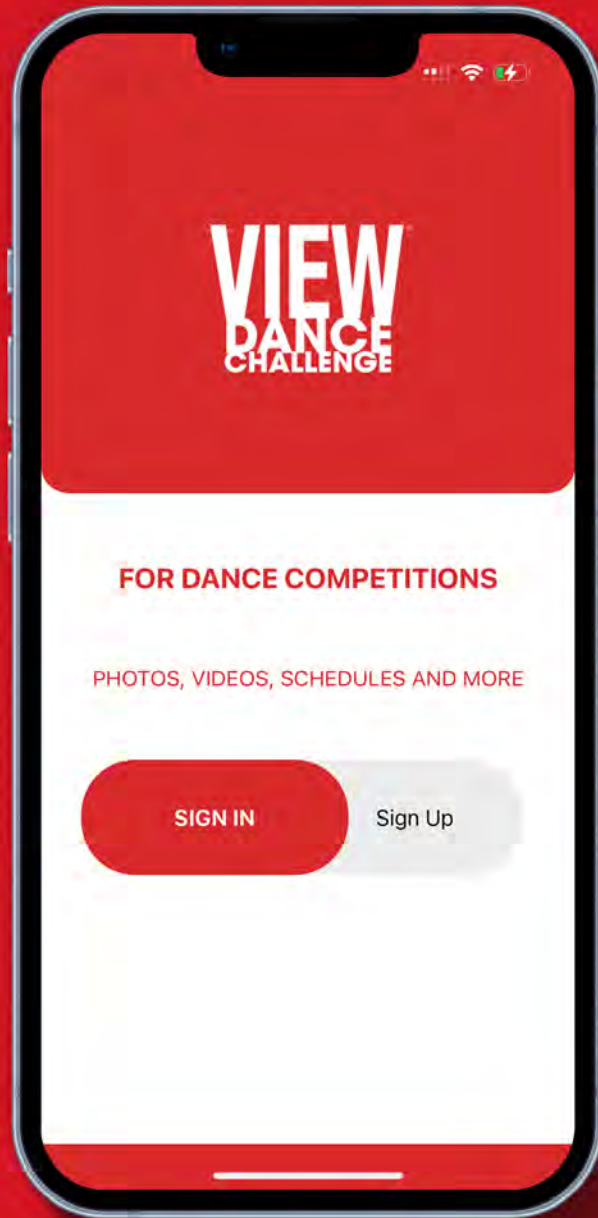 VIEW
DANCE
CHALLENGE
FOR DANCE COMPETITIONS
PHOTOS, VIDEOS, SCHEDULES AND MORE
SIGN IN
Sign Up